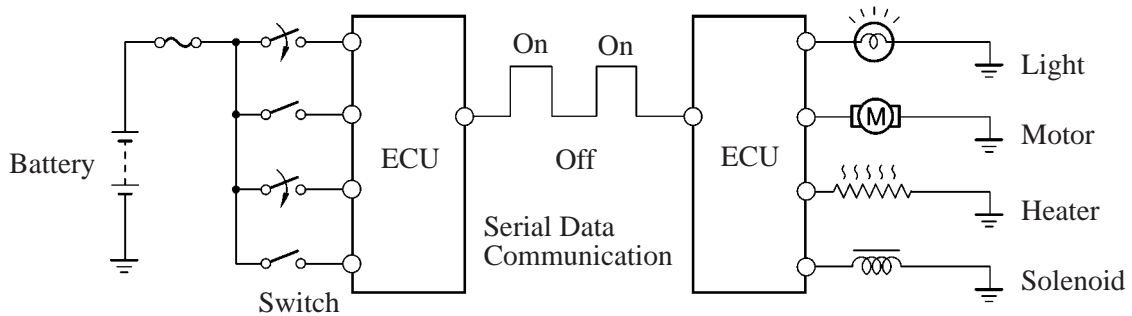 Battery
Switch
ECU
On
On
Off
Serial Data
Communication
ECU
M
Light
Motor
Heater
Solenoid